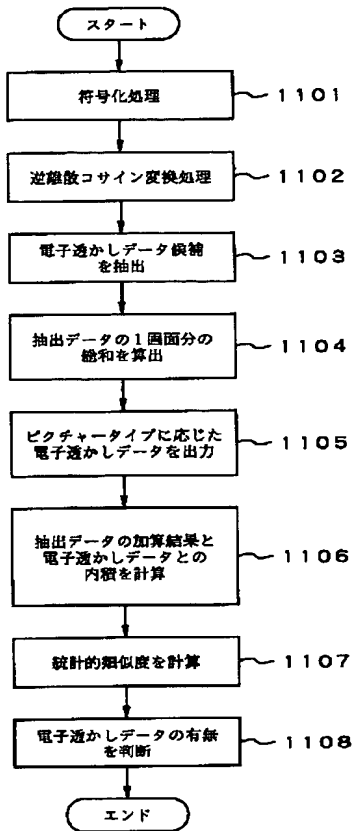 スタート
符号化処理
1101
逆離散コサイン変換処理
1102
電子透かしデータ候補
を抽出
1103
抽出データの1画面分の
総和を算出
1104
ピクチャータイプに応じた
電子透かしデータを出力
1105
抽出データの加算結果と
電子透かしデータとの
内積を計算
1106
統計的類似度を計算
1107
電子透かしデータの有無
を判断
1108
エンド